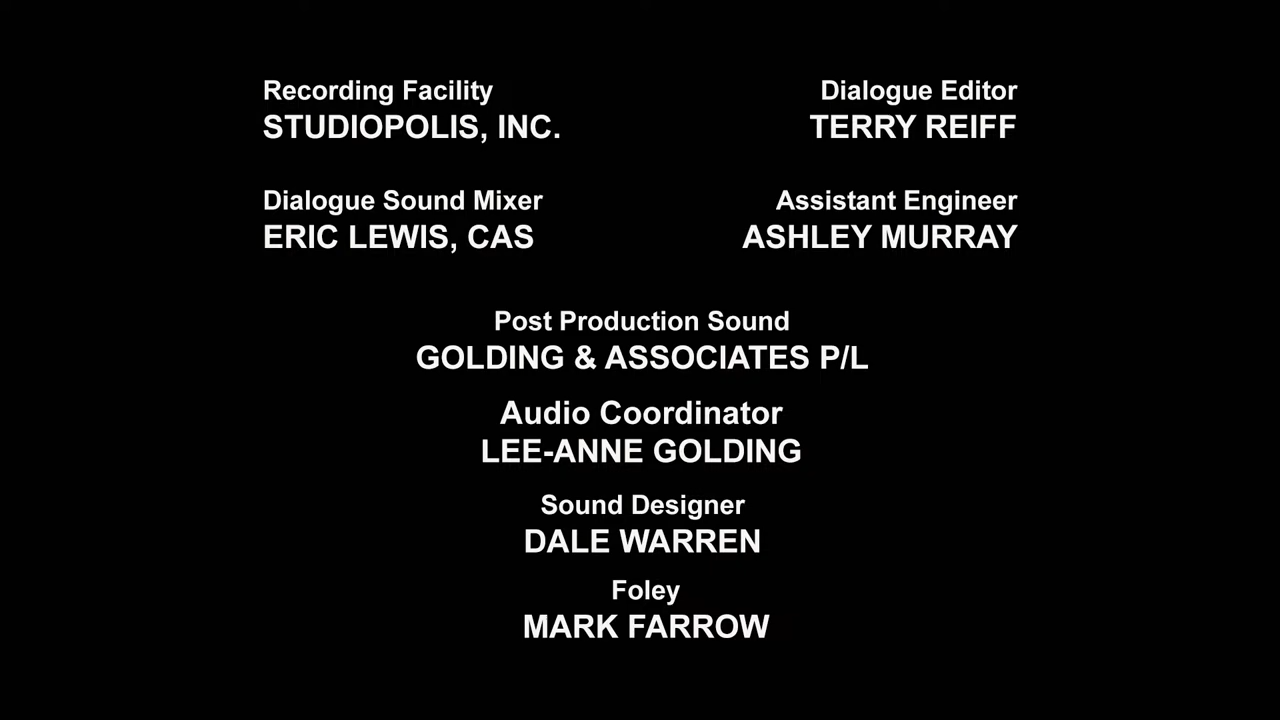 Recording Facility
STUDIOPOLIS, INC.
Dialogue Editor
TERRY REIFF
Dialogue Sound Mixer
ERIC LEWIS, CAS
Assistant Engineer
ASHLEY MURRAY
Post Production Sound
GOLDING & ASSOCIATES P/L
Audio Coordinator
LEE-ANNE GOLDING
Sound Designer
DALE WARREN
Foley
MARK FARROW